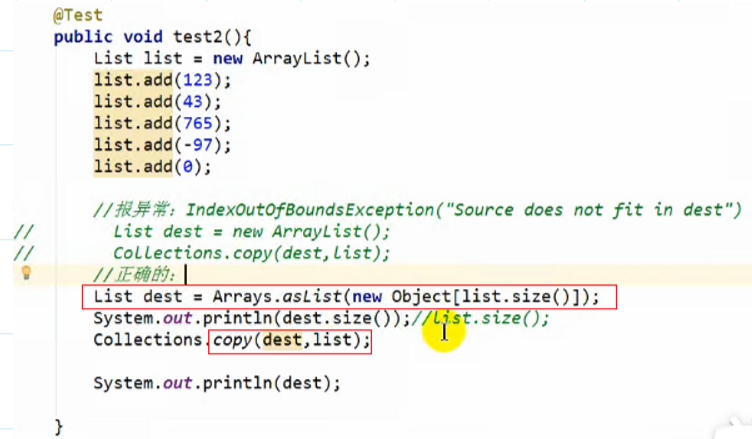 @Test
public void test2(){
List list = new ArrayList();
list.add(123);
list.add(43);
list.add(765);
list.add(-97);
list.add(0);
//报异常：IndexOutOfBoundsException("Source does not fit in dest")
// List dest = new ArrayList();
// Collections.copy(dest,list);
//正确的：
List dest = Arrays.asList(new Object[list.size()]);
System.out.println(dest.size());//list.size();
Collections.copy(dest,list);
System.out.println(dest);
}